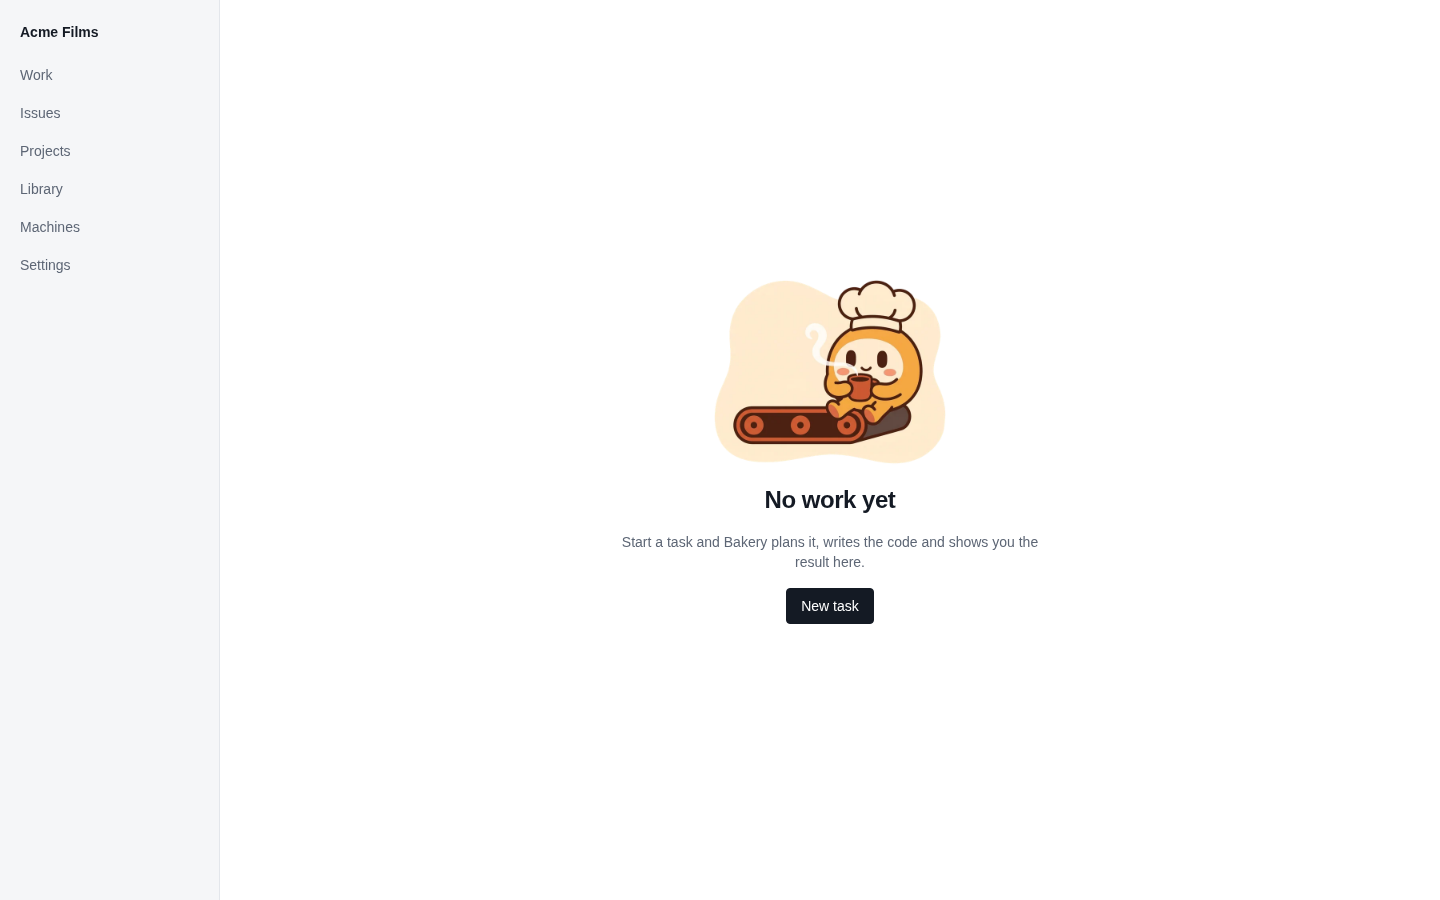 Acme Films
Work
Issues
Projects
Library
Machines
Settings
No work yet
Start a task and Bakery plans it, writes the code and shows you the
result here.
New task